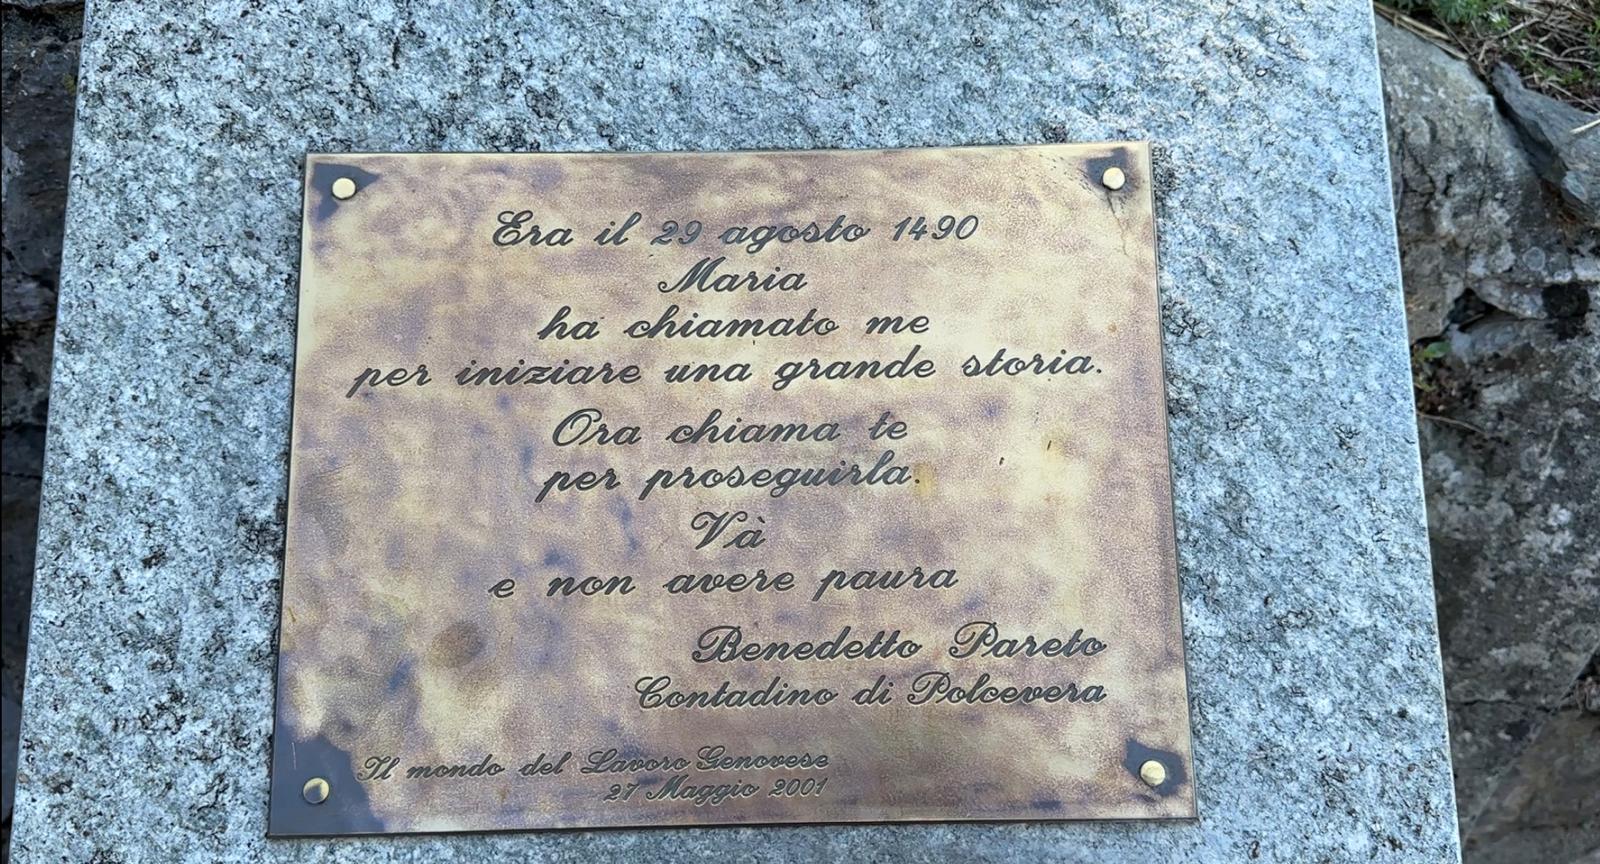 Era il 29 agosto 1490
Maria
ha chiamato me
per iniziare una grande storia.
Ora chiama te
per proseguirla.
Và
e non avere paura
Benedetto Pareto
Contadino di Polcevera
Il mondo del Lavoro Genovese
27 Maggio 2001